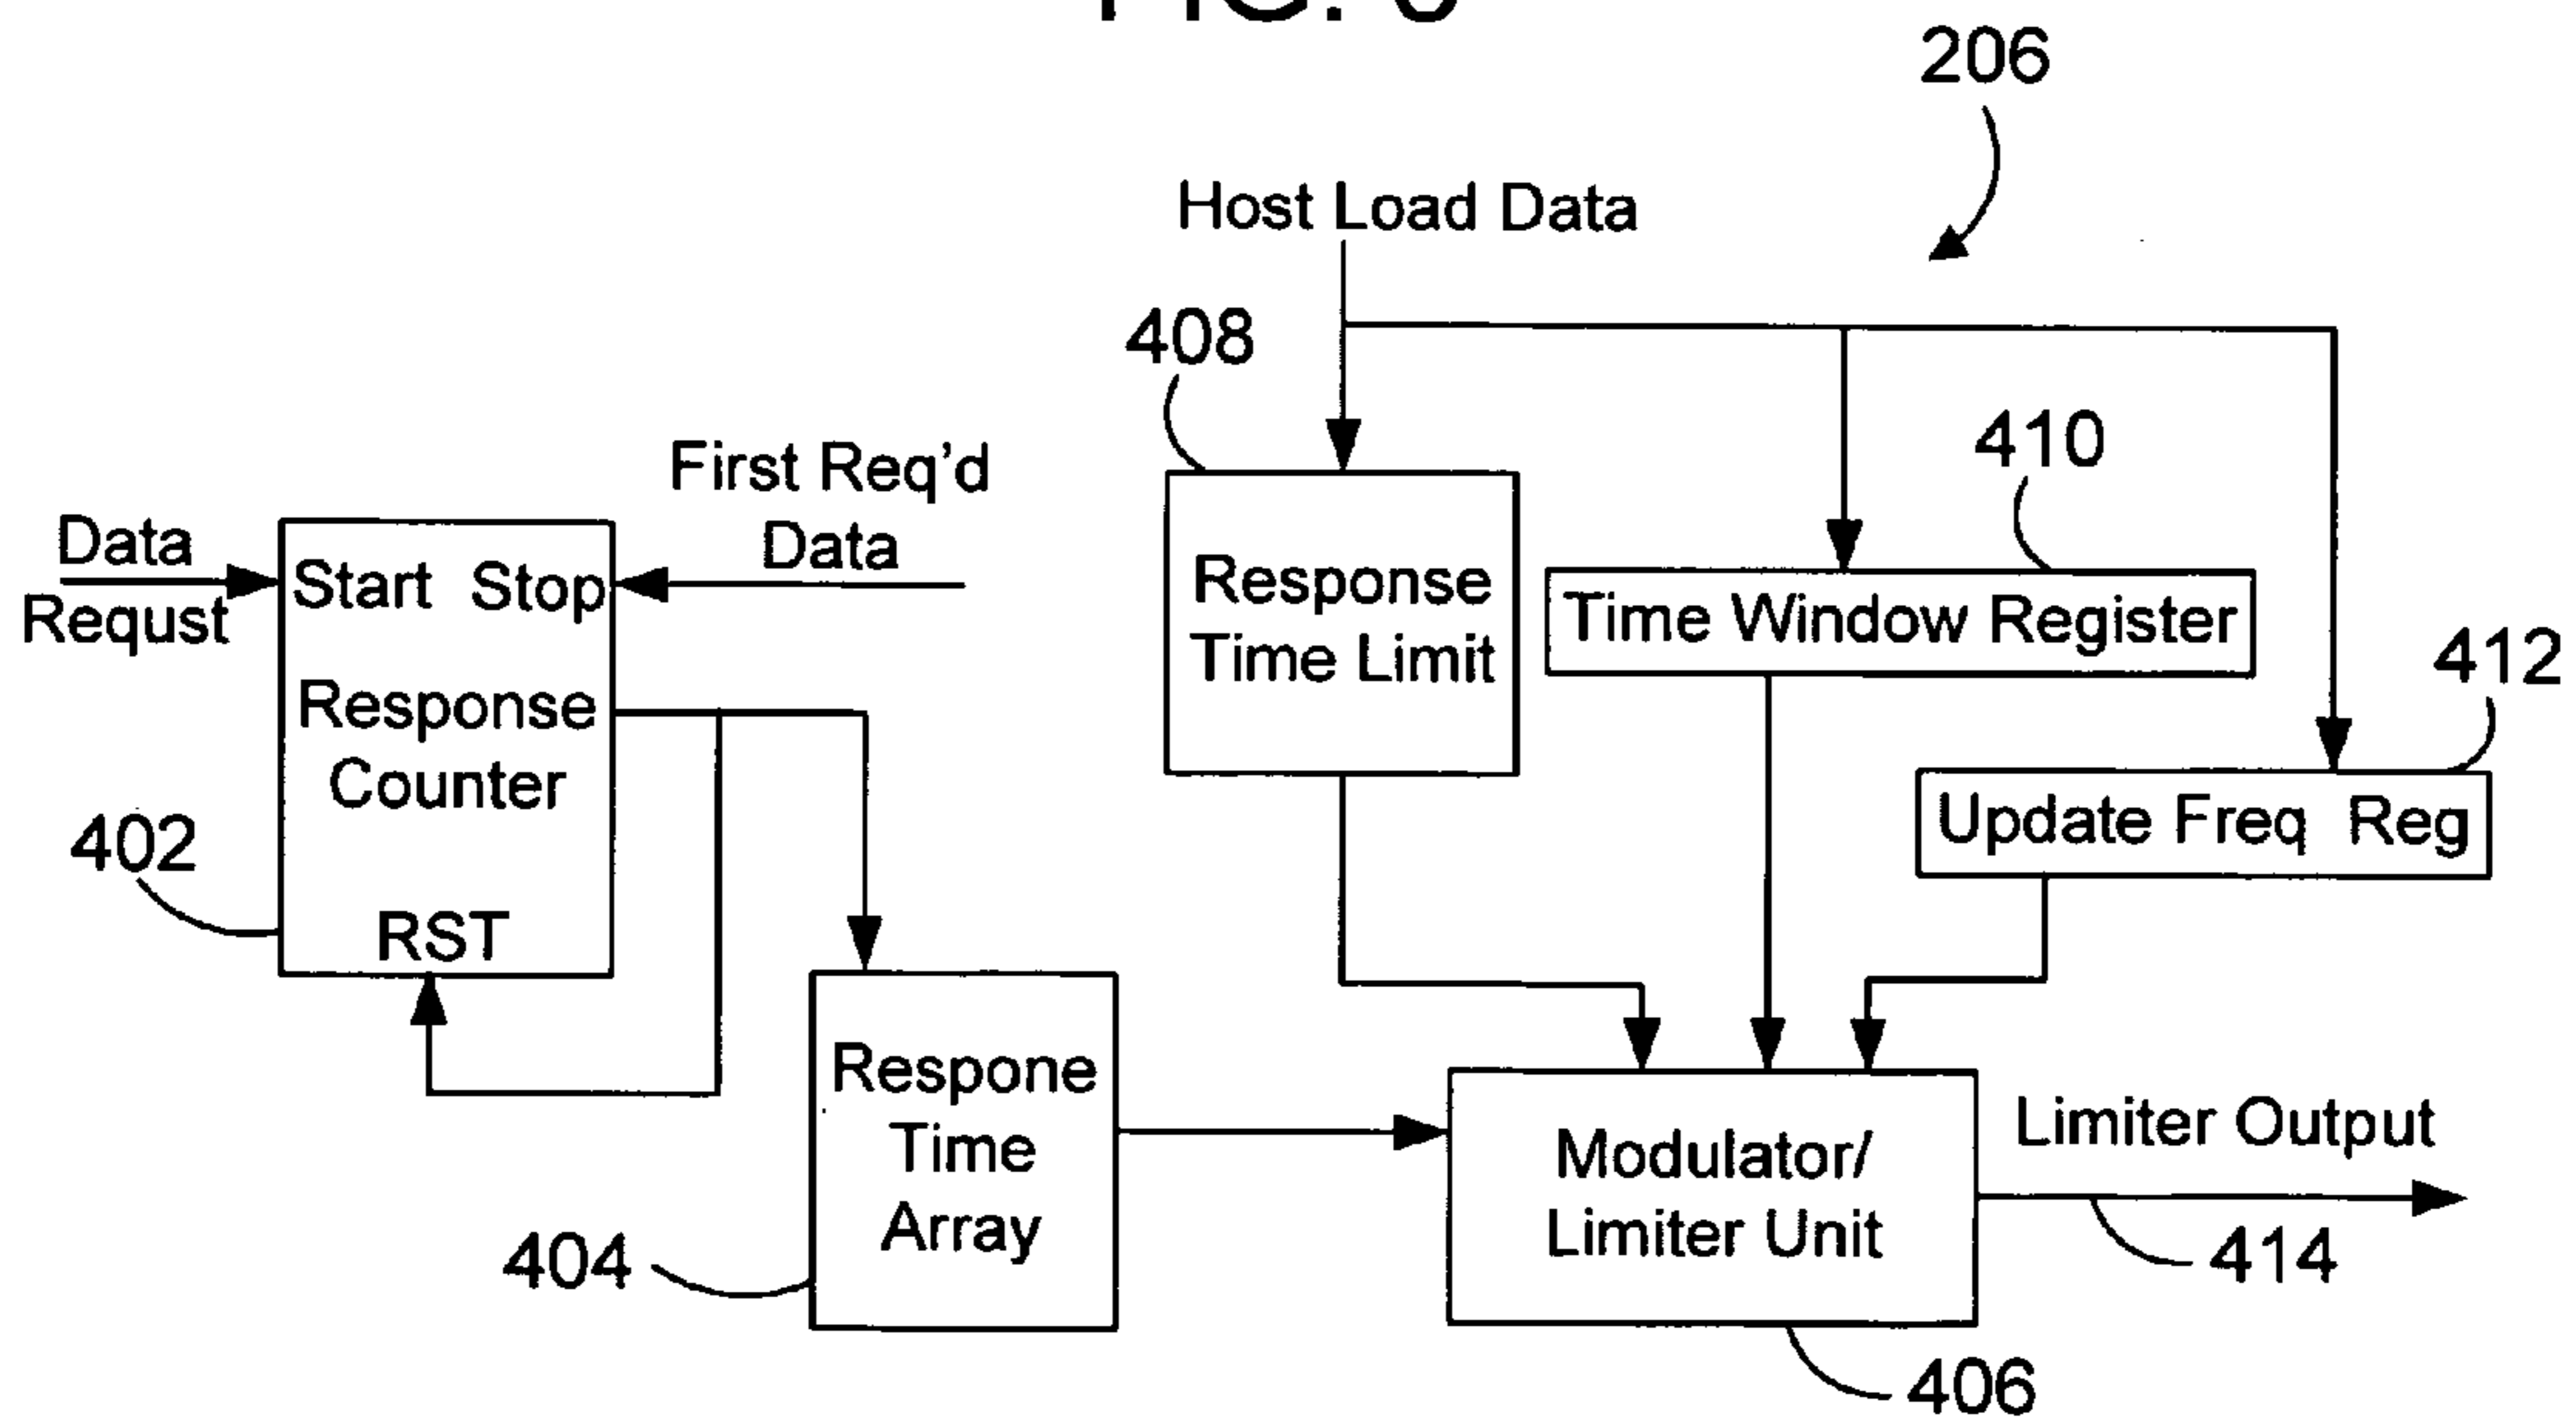 206
Host Load Data
408
410
412
First Req'd
Data
Data
Requst
Start Stop
Response
Counter
RST
402
Response
Time Limit
Time Window Register
Update Freq Reg
Respone
Time
Array
404
Modulator/
Limiter Unit
406
Limiter Output
414